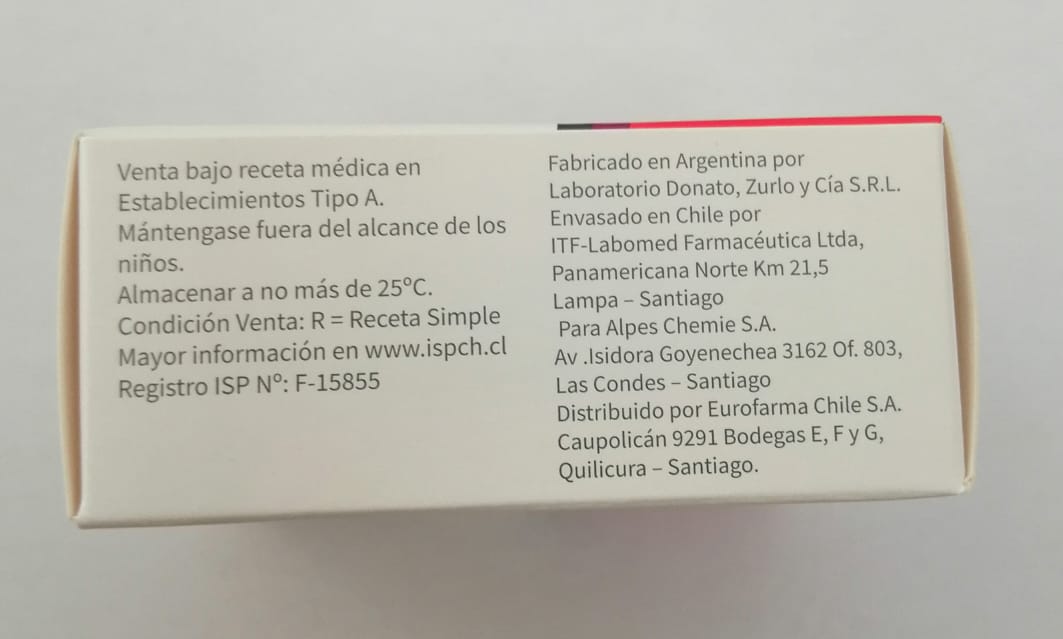 Venta bajo receta médica en
Establecimientos Tipo A.
Mántengase fuera del alcance de los
niños.
Almacenar a no más de 25ºC.
Condición Venta: R = Receta Simple
Mayor información en www.ispch.cl
Registro ISP Nº: F-15855
Fabricado en Argentina por
Laboratorio Donato, Zurlo y Cía S.R.L.
Envasado en Chile por
ITF-Labomed Farmacéutica Ltda,
Panamericana Norte Km 21,5
Lampa – Santiago
Para Alpes Chemie S.A.
Av .Isidora Goyenechea 3162 Of. 803,
Las Condes – Santiago
Distribuido por Eurofarma Chile S.A.
Caupolicán 9291 Bodegas E, F y G,
Quilicura – Santiago.